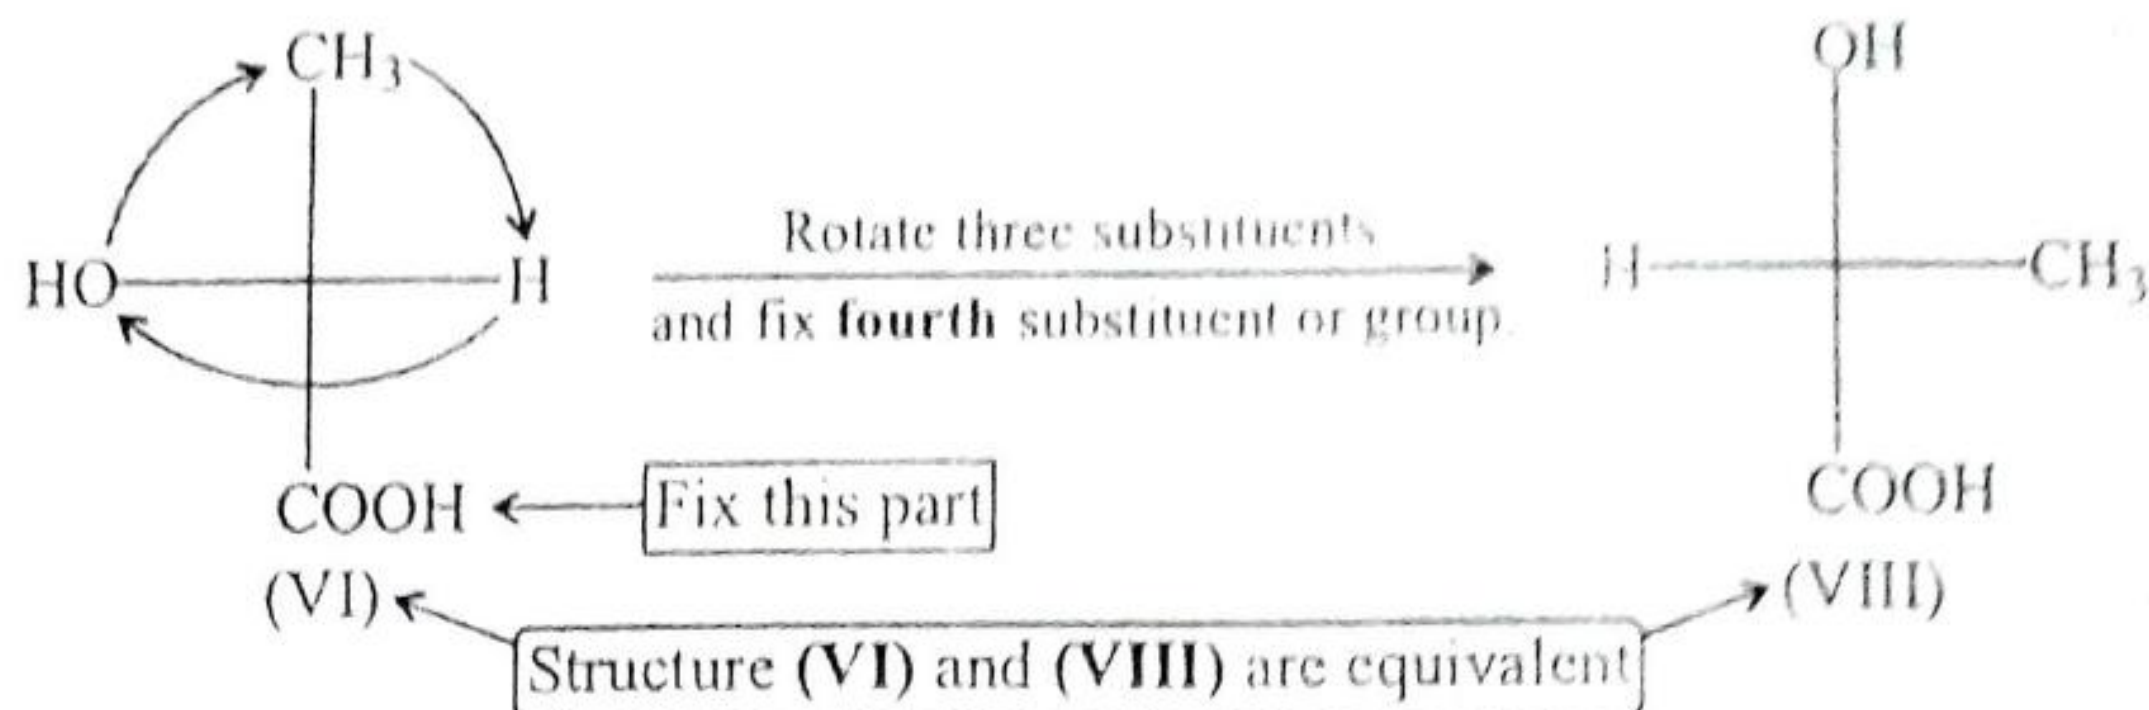 CH₃
OH
HO
H
Rotate three substituents
and fix fourth substituent or group.
H
CH₃
COOH
Fix this part
COOH
(VI)
(VIII)
Structure (VI) and (VIII) are equivalent